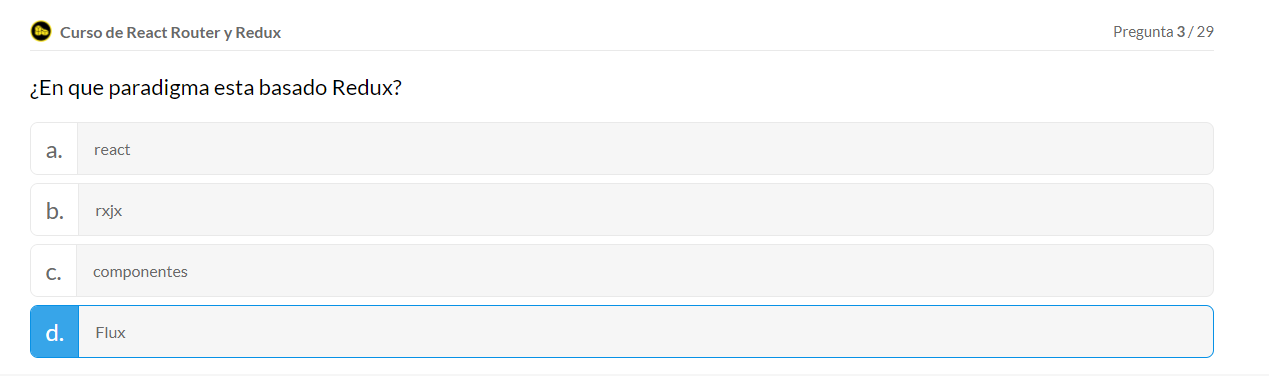 Curso de React Router y Redux
Pregunta 3 / 29
¿En que paradigma esta basado Redux?
a. react
b. rxjx
c. componentes
d. Flux